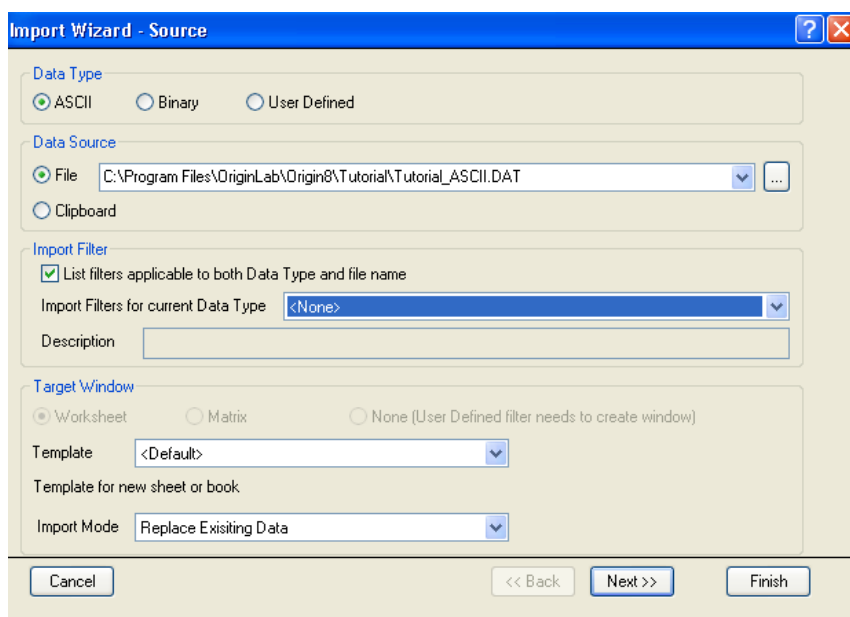 Import Wizard - Source
Data Type
ASCII Binary User Defined
Data Source
File C:\Program Files\OriginLab\Origin8\Tutorial\Tutorial_ASCII.DAT ...
Clipboard
Import Filter
List filters applicable to both Data Type and file name
Import Filters for current Data Type <None>
Description
Target Window
Worksheet Matrix None (User Defined filter needs to create window)
Template <Default>
Template for new sheet or book
Import Mode Replace Exisiting Data
Cancel << Back Next >> Finish